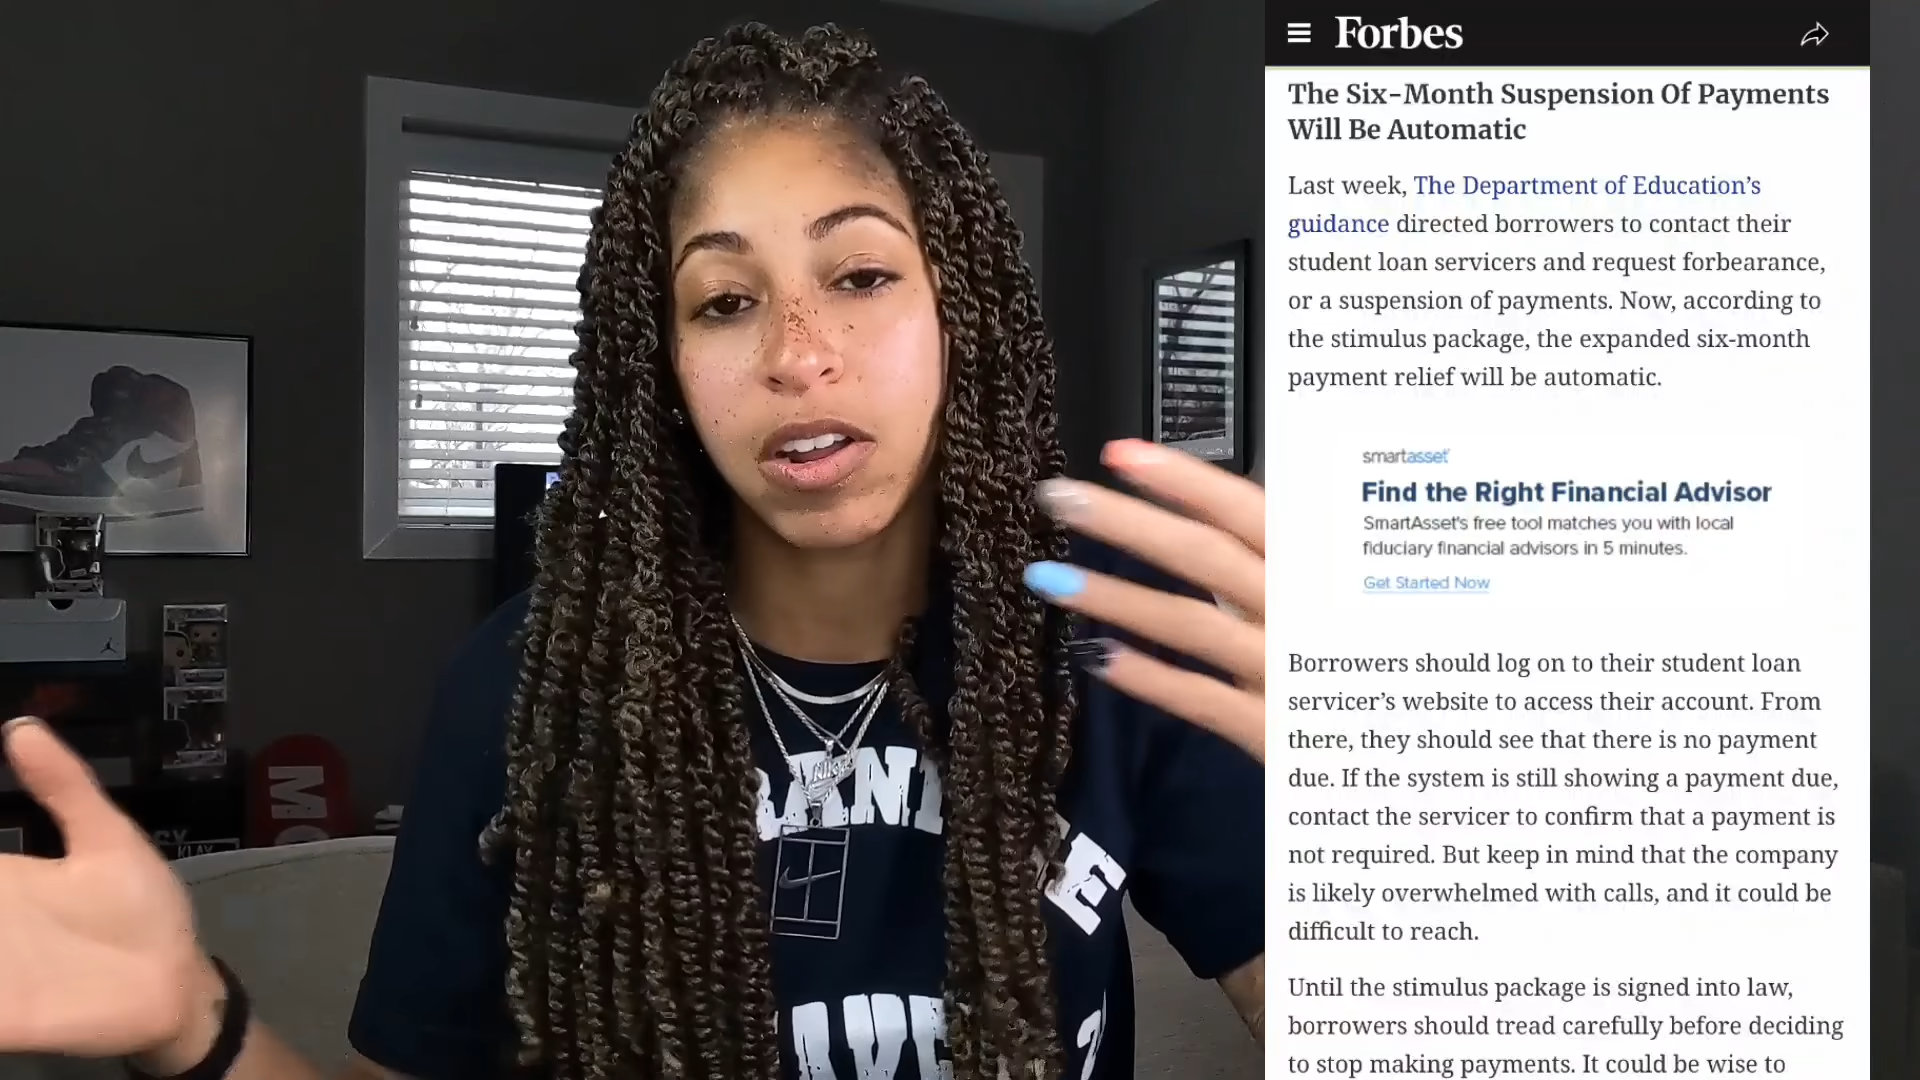 Forbes
The Six-Month Suspension Of Payments
Will Be Automatic
Last week, The Department of Education’s
guidance directed borrowers to contact their
student loan servicers and request forbearance,
or a suspension of payments. Now, according to
the stimulus package, the expanded six-month
payment relief will be automatic.
smartasset
Find the Right Financial Advisor
SmartAsset's free tool matches you with local
fiduciary financial advisors in 5 minutes.
Get Started Now
Borrowers should log on to their student loan
servicer’s website to access their account. From
there, they should see that there is no payment
due. If the system is still showing a payment due,
contact the servicer to confirm that a payment is
not required. But keep in mind that the company
is likely overwhelmed with calls, and it could be
difficult to reach.
Until the stimulus package is signed into law,
borrowers should tread carefully before deciding
to stop making payments. It could be wise to
KLAY